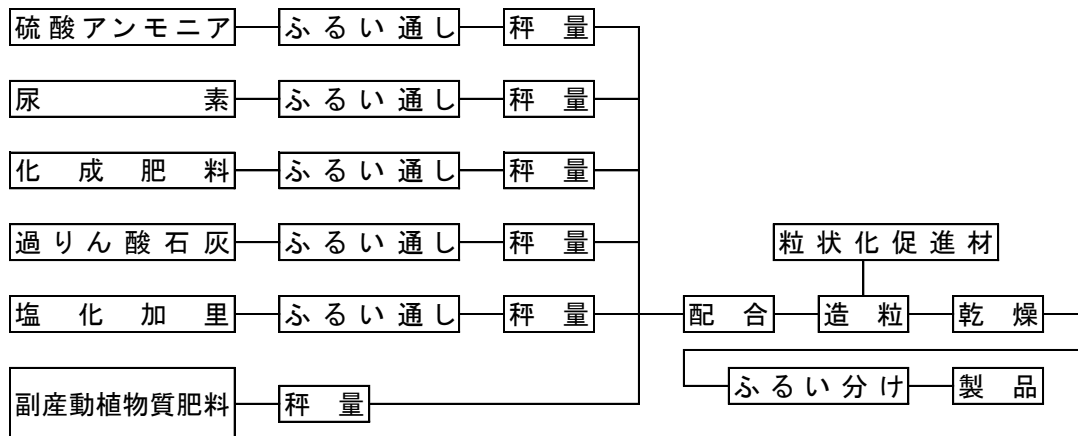 硫酸アンモニア ふるい通し 秤量
尿素 ふるい通し 秤量
化成肥料 ふるい通し 秤量
過りん酸石灰 ふるい通し 秤量
粒状化促進材
塩化加里 ふるい通し 秤量 配合 造粒 乾燥
副産動植物質肥料 秤量
ふるい分け 製品